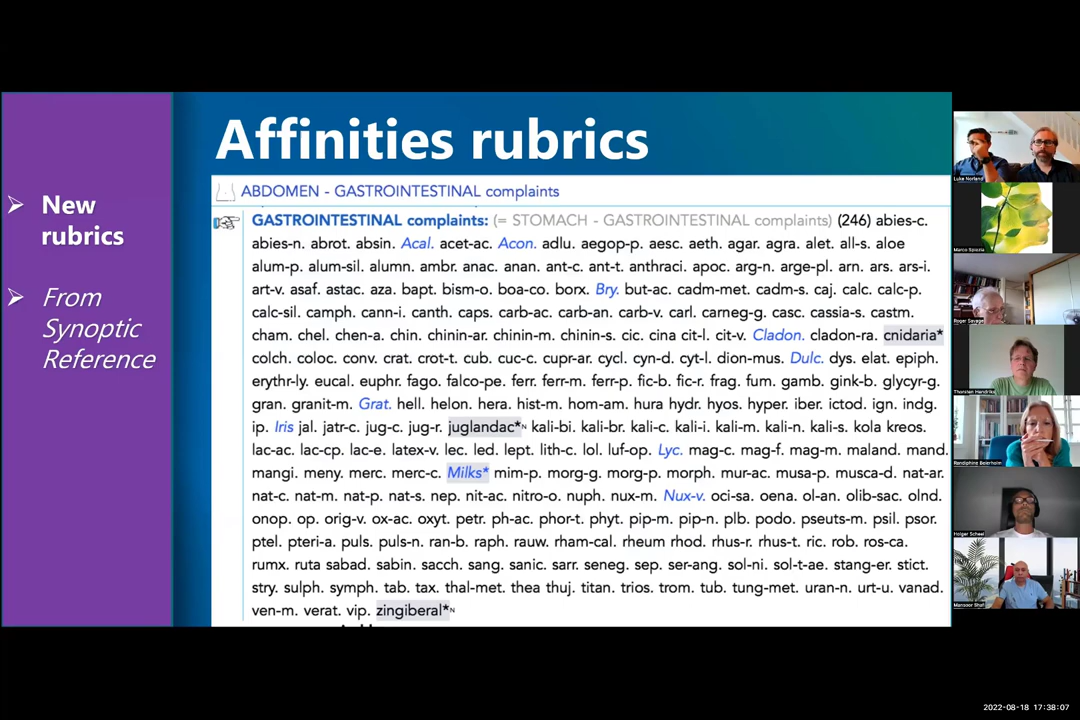 Affinities rubrics
➢ New
rubrics
➢ From
Synoptic
Reference
ABDOMEN - GASTROINTESTINAL complaints
GASTROINTESTINAL complaints: (= STOMACH - GASTROINTESTINAL complaints) (246) abies-c.
abies-n. abrot. absin. Acal. acet-ac. Acon. adlu. aegop-p. aesc. aeth. agar. agra. alet. all-s. aloe
alum-p. alum-sil. alumn. ambr. anac. anan. ant-c. ant-t. anthraci. apoc. arg-n. arge-pl. arn. ars. ars-i.
art-v. asaf. astac. aza. bapt. bism-o. boa-co. borx. Bry. but-ac. cadm-met. cadm-s. caj. calc. calc-p.
calc-sil. camph. cann-i. canth. caps. carb-ac. carb-an. carb-v. carl. carneg-g. casc. cassia-s. castm.
cham. chel. chen-a. chin. chinin-ar. chinin-m. chinin-s. cic. cina cit-l. cit-v. Cladon. cladon-ra. cnidaria*
colch. coloc. conv. crat. crot-t. cub. cuc-c. cupr-ar. cycl. cyn-d. cyt-l. dion-mus. Dulc. dys. elat. epiph.
erythr-ly. eucal. euphr. fago. falco-pe. ferr. ferr-m. ferr-p. fic-b. fic-r. frag. fum. gamb. gink-b. glycyr-g.
gran. granit-m. Grat. hell. helon. hera. hist-m. hom-am. hura hydr. hyos. hyper. iber. ictod. ign. indg.
ip. Iris jal. jatr-c. jug-c. jug-r. juglandac*N kali-bi. kali-br. kali-c. kali-i. kali-m. kali-n. kali-s. kola kreos.
lac-ac. lac-cp. lac-e. latex-v. lec. led. lept. lith-c. lol. luf-op. Lyc. mag-c. mag-f. mag-m. maland. mand.
mangi. meny. merc. merc-c. Milks* mim-p. morg-g. morg-p. morph. mur-ac. musa-p. musca-d. nat-ar.
nat-c. nat-m. nat-p. nat-s. nep. nit-ac. nitro-o. nuph. nux-m. Nux-v. oci-sa. oena. ol-an. olib-sac. olnd.
onop. op. orig-v. ox-ac. oxyt. petr. ph-ac. phor-t. phyt. pip-m. pip-n. plb. podo. pseuts-m. psil. psor.
ptel. pteri-a. puls. puls-n. ran-b. raph. rauw. rham-cal. rheum rhod. rhus-r. rhus-t. ric. rob. ros-ca.
rumx. ruta sabad. sabin. sacch. sang. sanic. sarr. seneg. sep. ser-ang. sol-ni. sol-t-ae. stang-er. stict.
stry. sulph. symph. tab. tax. thal-met. thea thuj. titan. trios. trom. tub. tung-met. uran-n. urt-u. vanad.
ven-m. verat. vip. zingiberal*N
Luke Norland
Marco Spiezia
Roger Savage
Thorsten Hendriks
Randiphine Beierholm
Holger Scheel
Mansoor Shafi
2022-08-18 17:38:07